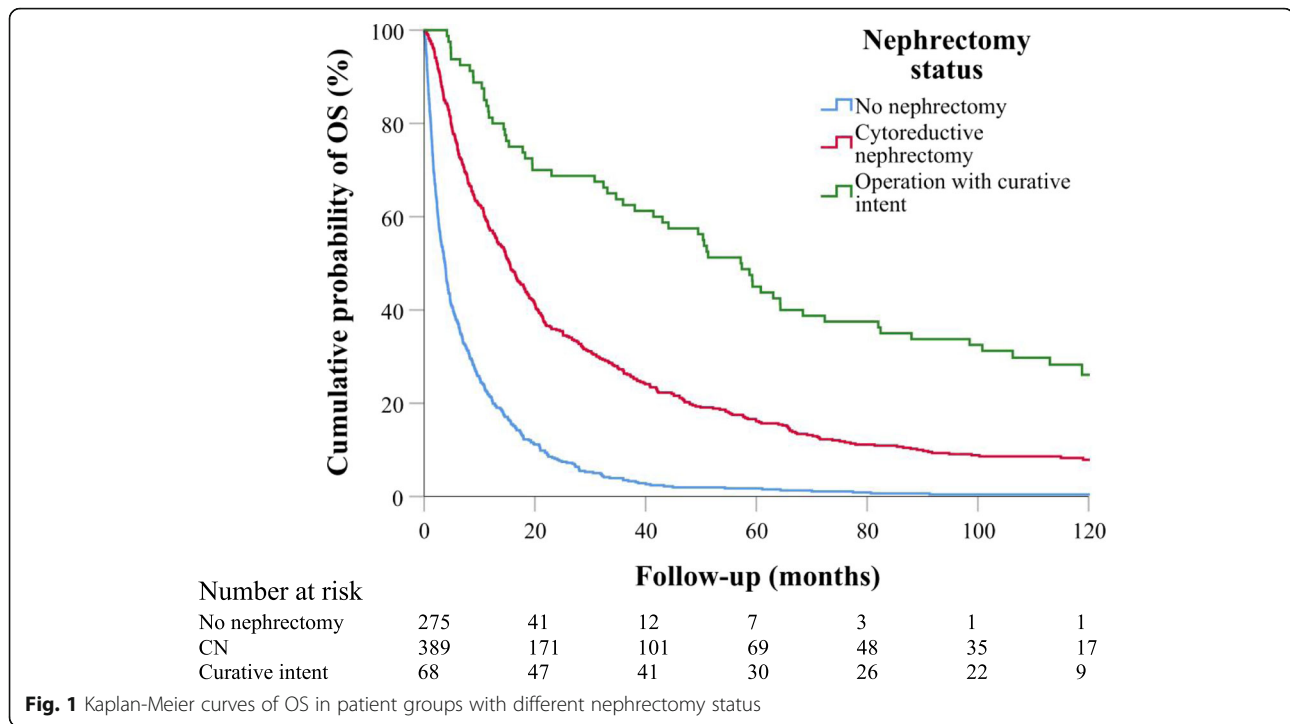 Nephrectomy
status
No nephrectomy
Cytoreductive
nephrectomy
Operation with curative
intent
Cumulative probability of OS (%)
100
80
60
40
20
0
0 20 40 60 80 100 120
Follow-up (months)
Number at risk
No nephrectomy 275 41 12 7 3 1 1
CN 389 171 101 69 48 35 17
Curative intent 68 47 41 30 26 22 9
Fig. 1 Kaplan-Meier curves of OS in patient groups with different nephrectomy status